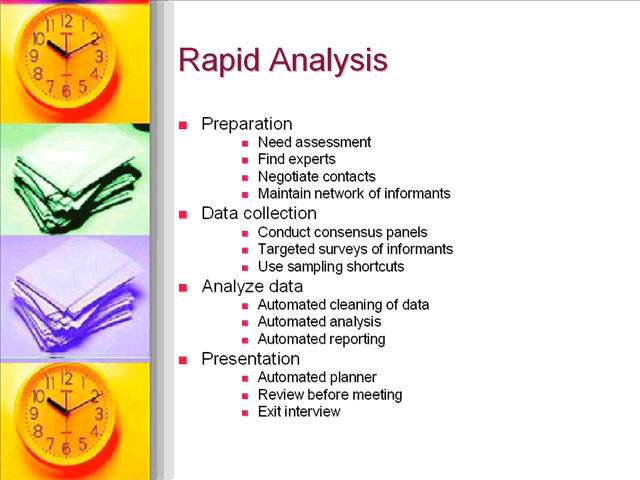 Rapid Analysis
Preparation
Need assessment
Find experts
Negotiate contacts
Maintain network of informants
Data collection
Conduct consensus panels
Targeted surveys of informants
Use sampling shortcuts
Analyze data
Automated cleaning of data
Automated analysis
Automated reporting
Presentation
Automated planner
Review before meeting
Exit interview